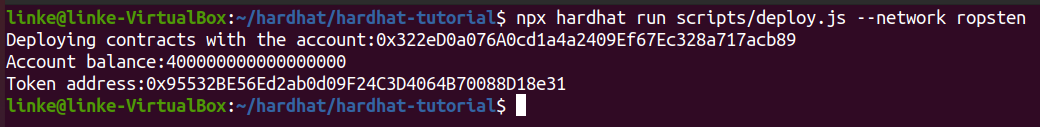 linke@linke-VirtualBox:~/hardhat/hardhat-tutorial$ npx hardhat run scripts/deploy.js --network ropsten
Deploying contracts with the account:0x322eD0a076A0cd1a4a2409Ef67Ec328a717acb89
Account balance:400000000000000000
Token address:0x95532BE56Ed2ab0d09F24C3D4064B70088D18e31
linke@linke-VirtualBox:~/hardhat/hardhat-tutorial$